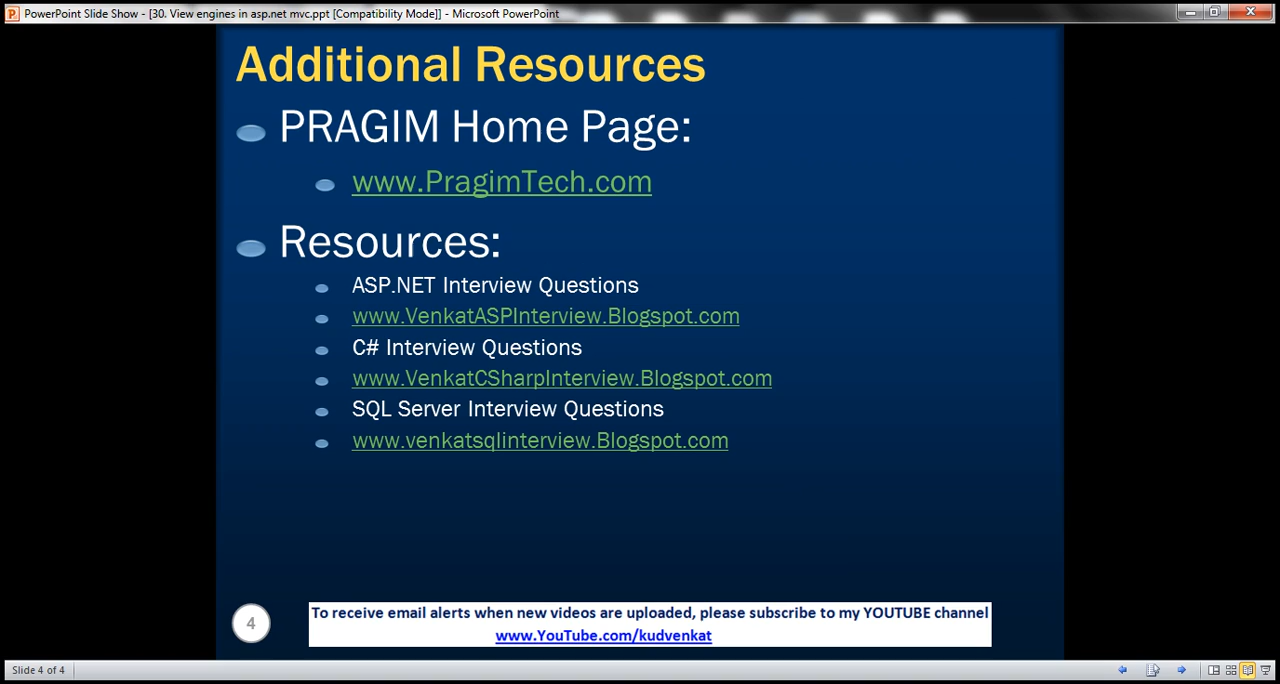 PowerPoint Slide Show - [30. View engines in asp.net mvc.ppt [Compatibility Mode]] - Microsoft PowerPoint
Additional Resources
PRAGIM Home Page:
www.PragimTech.com
Resources:
ASP.NET Interview Questions
www.VenkatASPInterview.Blogspot.com
C# Interview Questions
www.VenkatCSharpInterview.Blogspot.com
SQL Server Interview Questions
www.venkatsqlinterview.Blogspot.com
4
To receive email alerts when new videos are uploaded, please subscribe to my YOUTUBE channel
www.YouTube.com/kudvenkat
Slide 4 of 4